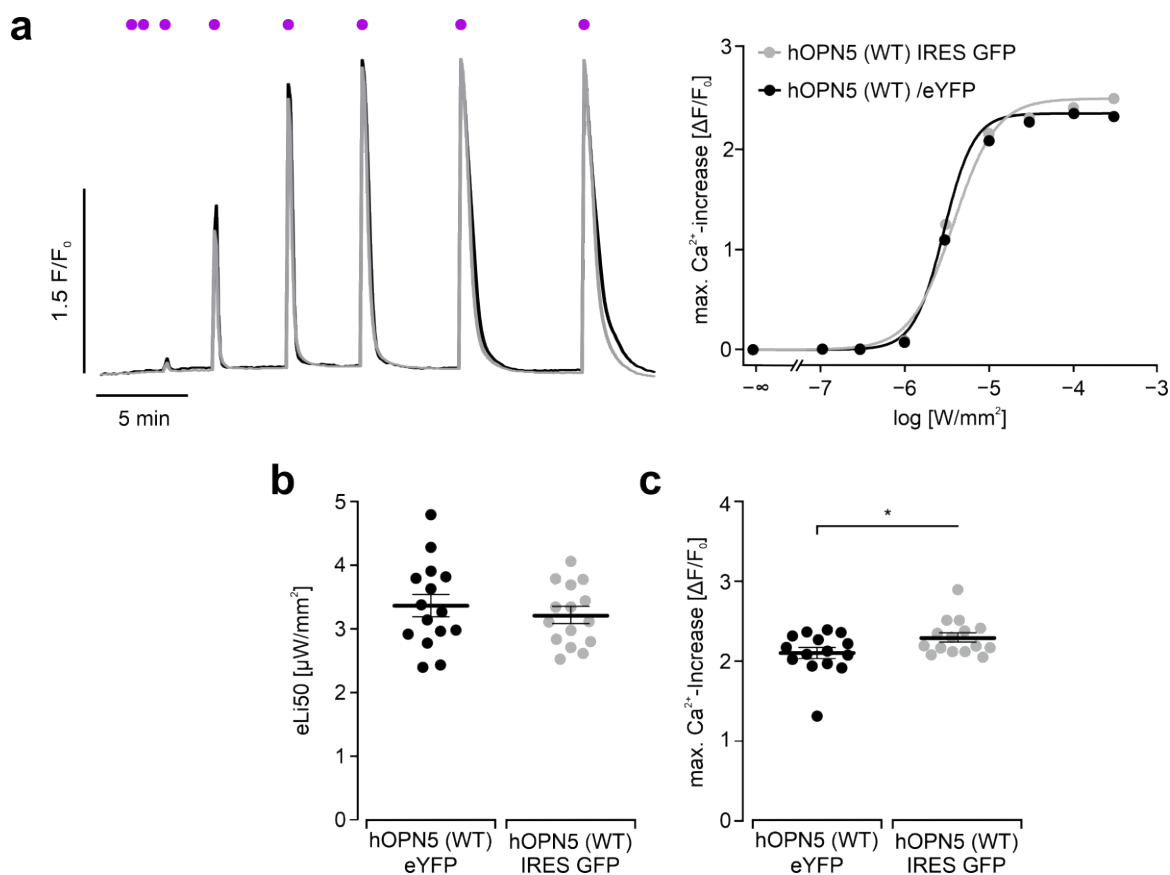 a
1.5 F/F₀
5 min
3
2
1
0
max. Ca²⁺-increase [ΔF/F₀]
hOPN5 (WT) IRES GFP
hOPN5 (WT) /eYFP
−∞ −7 −6 −5 −4 −3
log [W/mm²]
b
5
4
3
2
1
0
eLi50 [µW/mm²]
hOPN5 (WT)
eYFP
hOPN5 (WT)
IRES GFP
c
4
3
2
1
0
max. Ca²⁺-Increase [ΔF/F₀]
*
hOPN5 (WT)
eYFP
hOPN5 (WT)
IRES GFP